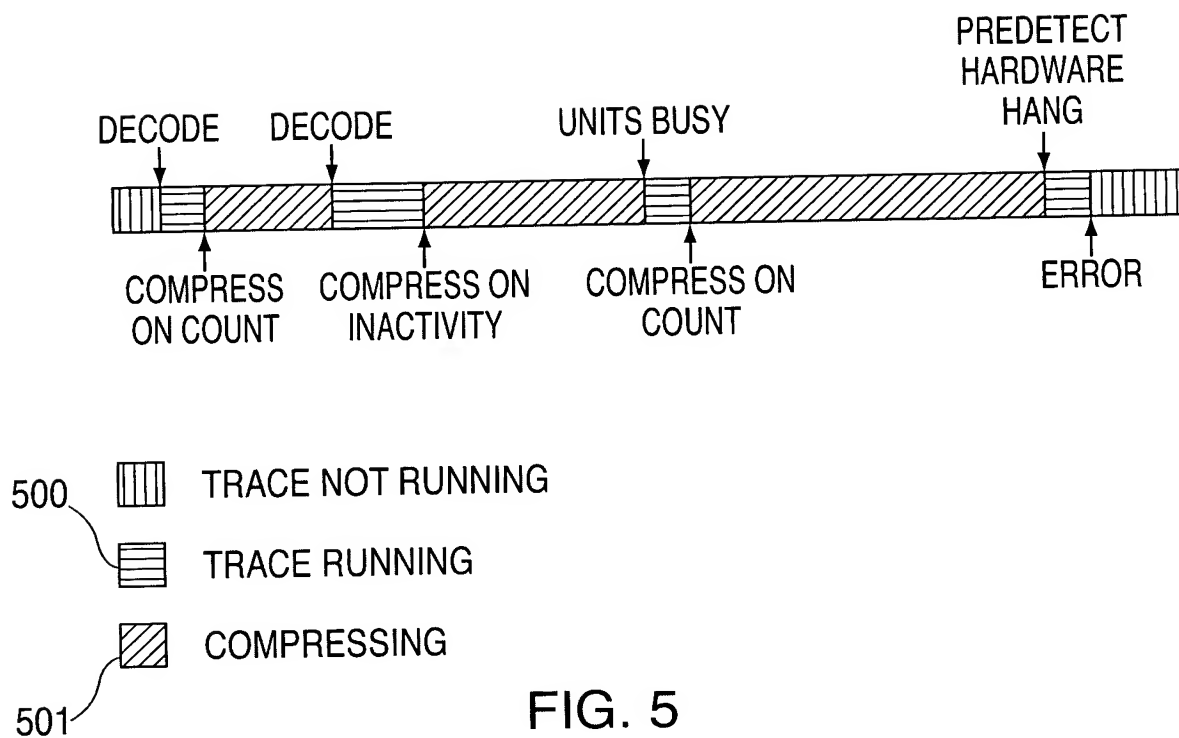 PREDETECT
HARDWARE
HANG
DECODE
DECODE
UNITS BUSY
COMPRESS
ON COUNT
COMPRESS ON
INACTIVITY
COMPRESS ON
COUNT
ERROR
TRACE NOT RUNNING
500
TRACE RUNNING
COMPRESSING
501
FIG. 5